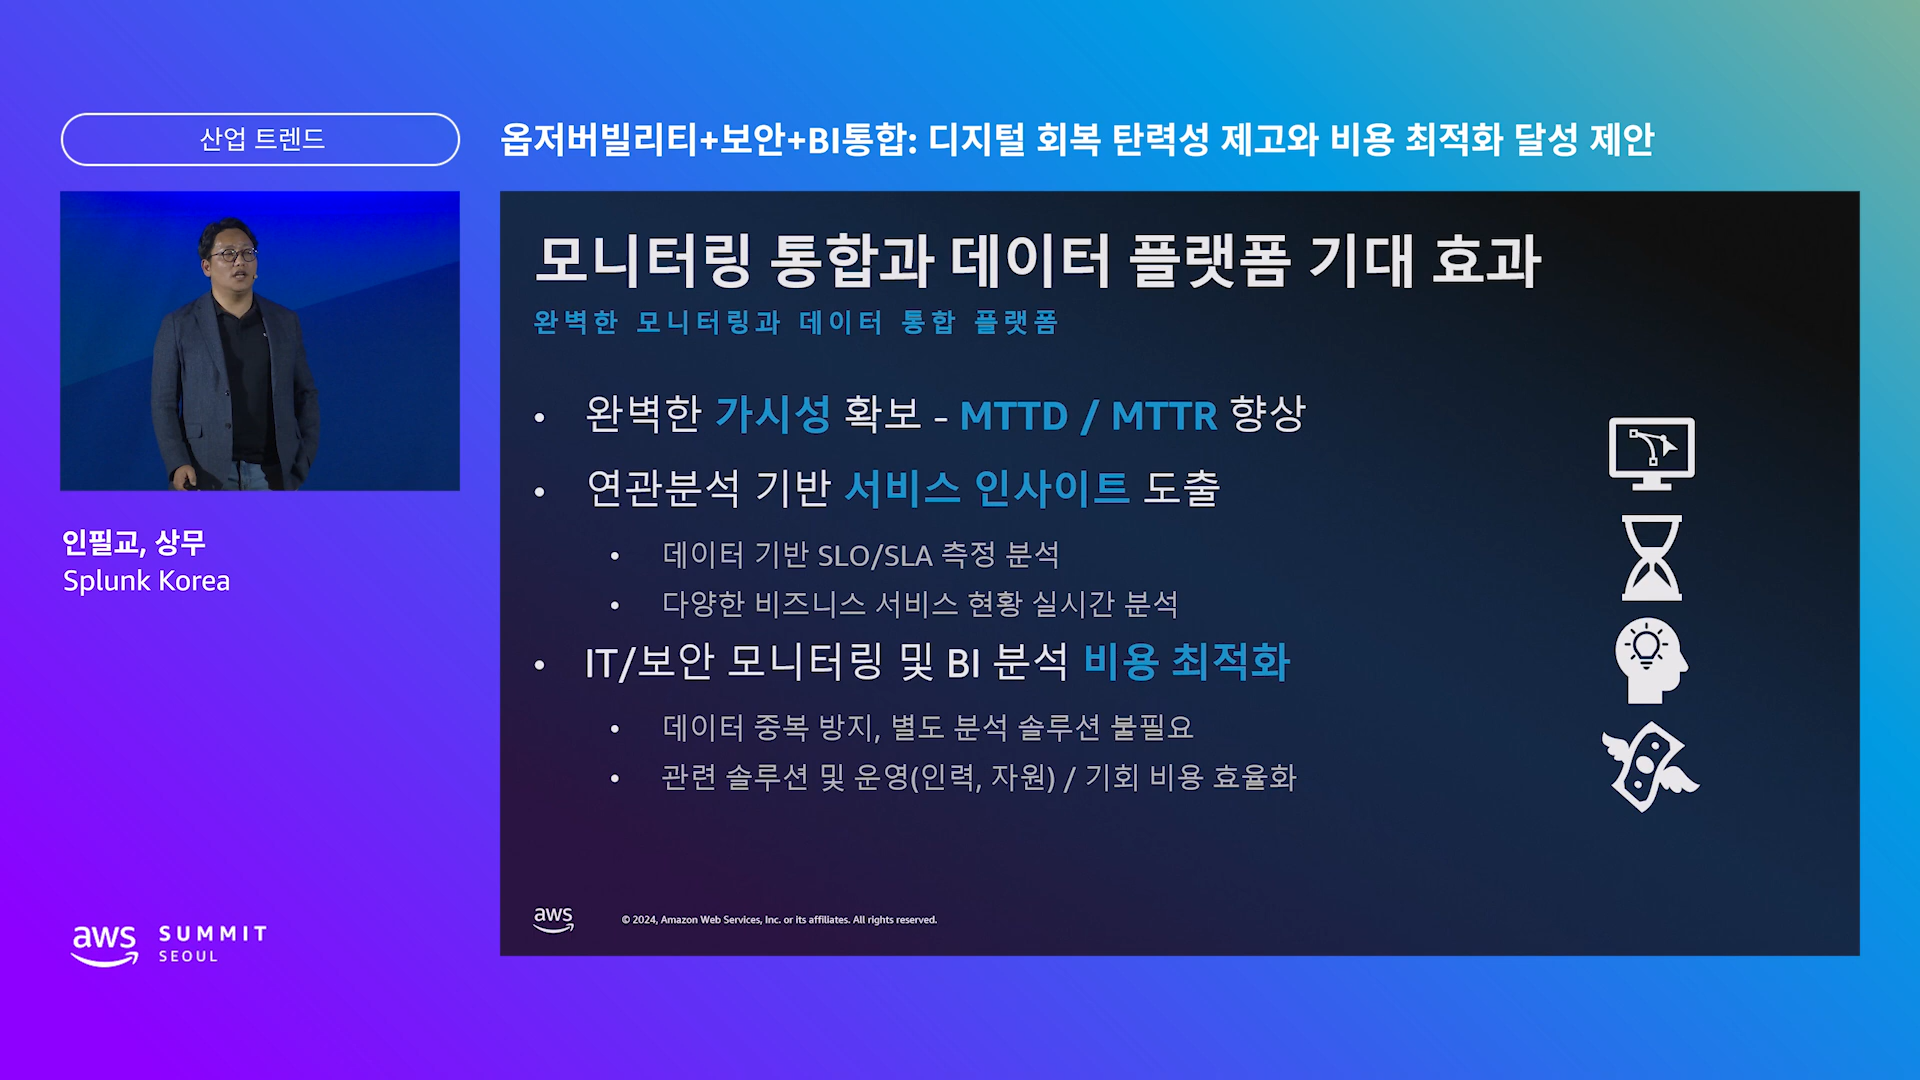 산업 트렌드
옵저버빌리티+보안+BI통합: 디지털 회복 탄력성 제고와 비용 최적화 달성 제안
인필교, 상무
Splunk Korea
모니터링 통합과 데이터 플랫폼 기대 효과
완벽한 모니터링과 데이터 통합 플랫폼
• 완벽한 가시성 확보 - MTTD / MTTR 향상
• 연관분석 기반 서비스 인사이트 도출
• 데이터 기반 SLO/SLA 측정 분석
• 다양한 비즈니스 서비스 현황 실시간 분석
• IT/보안 모니터링 및 BI 분석 비용 최적화
• 데이터 중복 방지, 별도 분석 솔루션 불필요
• 관련 솔루션 및 운영(인력, 자원) / 기회 비용 효율화
aws
© 2024, Amazon Web Services, Inc. or its affiliates. All rights reserved.
aws SUMMIT
SEOUL